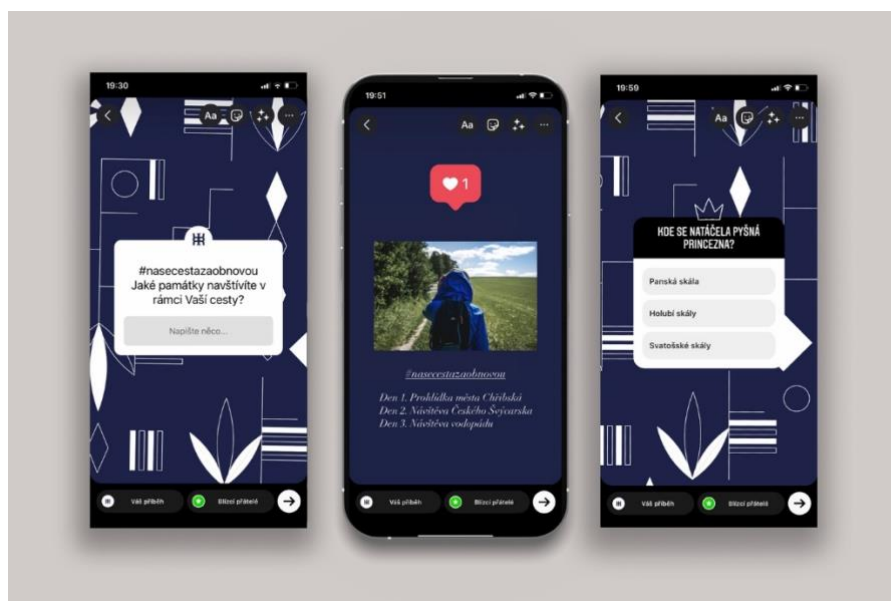 19:30
Aa
#nasecestazaobnovou
Jaké památky navštívíte v
rámci Vaší cesty?
Napište něco...
Váš příběh
Blízcí přátelé
19:51
Aa
1
#nasecestazaobnovou
Den 1. Prohlídka města Chřibská
Den 2. Návštěva Českého Švýcarska
Den 3. Návštěva vodopádu
Váš příběh
Blízcí přátelé
19:59
Aa
KDE SE NATÁČELA PYŠNÁ
PRINCEZNA?
Panská skála
Holubí skály
Svatošské skály
Váš příběh
Blízcí přátelé